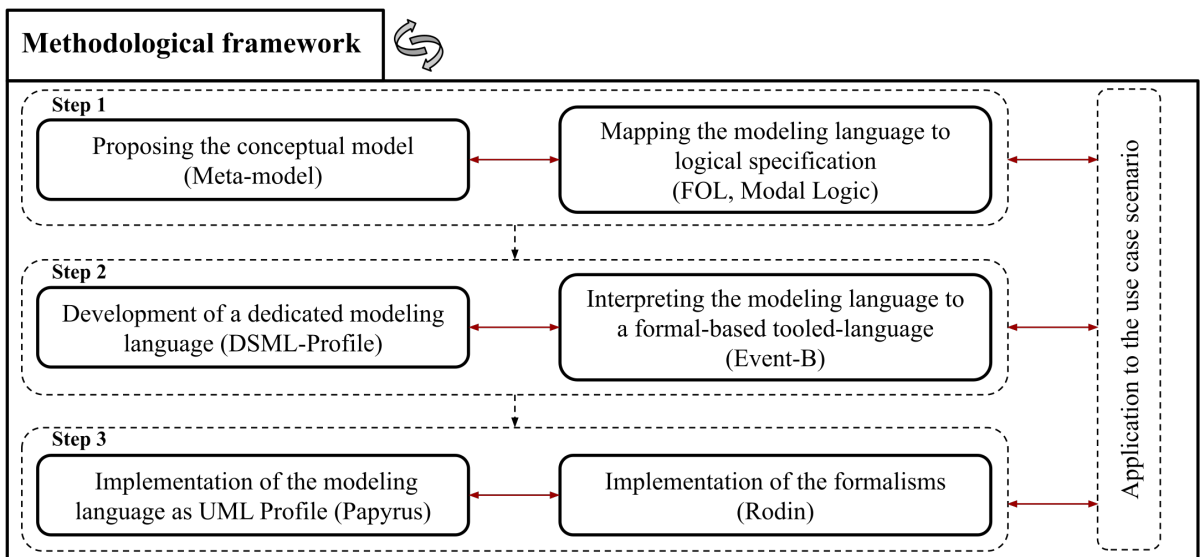 Methodological framework
Step 1
Proposing the conceptual model
(Meta-model)
Mapping the modeling language to
logical specification
(FOL, Modal Logic)
Step 2
Development of a dedicated modeling
language (DSML-Profile)
Interpreting the modeling language to
a formal-based tooled-language
(Event-B)
Step 3
Implementation of the modeling
language as UML Profile (Papyrus)
Implementation of the formalisms
(Rodin)
Application to the use case scenario